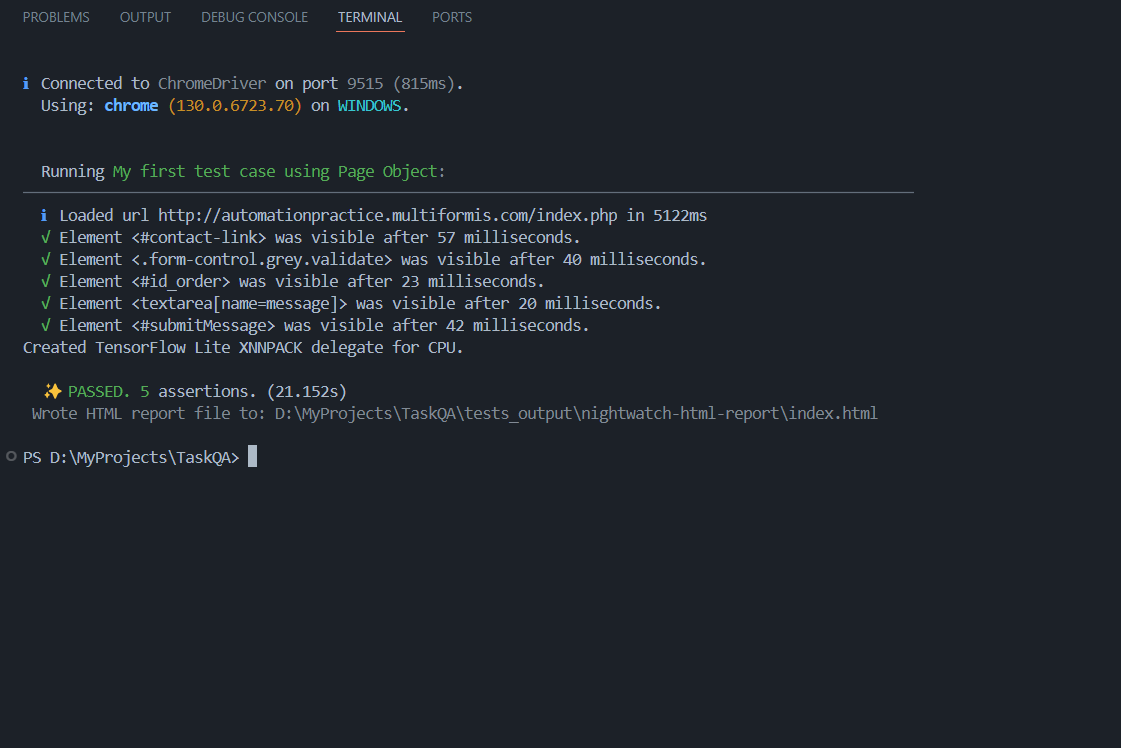 PROBLEMS OUTPUT DEBUG CONSOLE TERMINAL PORTS
i Connected to ChromeDriver on port 9515 (815ms).
Using: chrome (130.0.6723.70) on WINDOWS.
Running My first test case using Page Object:
i Loaded url http://automationpractice.multiformis.com/index.php in 5122ms
√ Element <#contact-link> was visible after 57 milliseconds.
√ Element <.form-control.grey.validate> was visible after 40 milliseconds.
√ Element <#id_order> was visible after 23 milliseconds.
√ Element <textarea[name=message]> was visible after 20 milliseconds.
√ Element <#submitMessage> was visible after 42 milliseconds.
Created TensorFlow Lite XNNPACK delegate for CPU.
✨ PASSED. 5 assertions. (21.152s)
Wrote HTML report file to: D:\MyProjects\TaskQA\tests_output\nightwatch-html-report\index.html
PS D:\MyProjects\TaskQA>